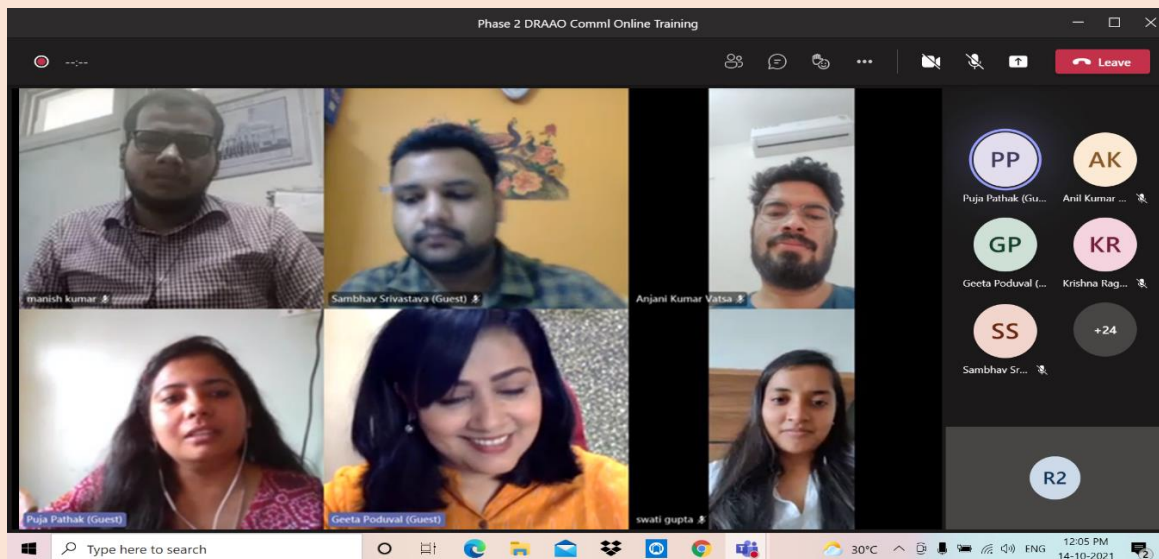 Phase 2 DRAAO Comml Online Training
--:--
Leave
manish kumar
Sambhav Srivastava (Guest)
Anjani Kumar Vatsa
Puja Pathak (Guest)
Geeta Poduval (Guest)
swati gupta
PP
AK
Puja Pathak (Gu...
Anil Kumar ...
GP
KR
Geeta Poduval (...
Krishna Rag...
SS
+24
Sambhav Sr...
R2
Type here to search
30°C
ENG
12:05 PM
14-10-2021
2